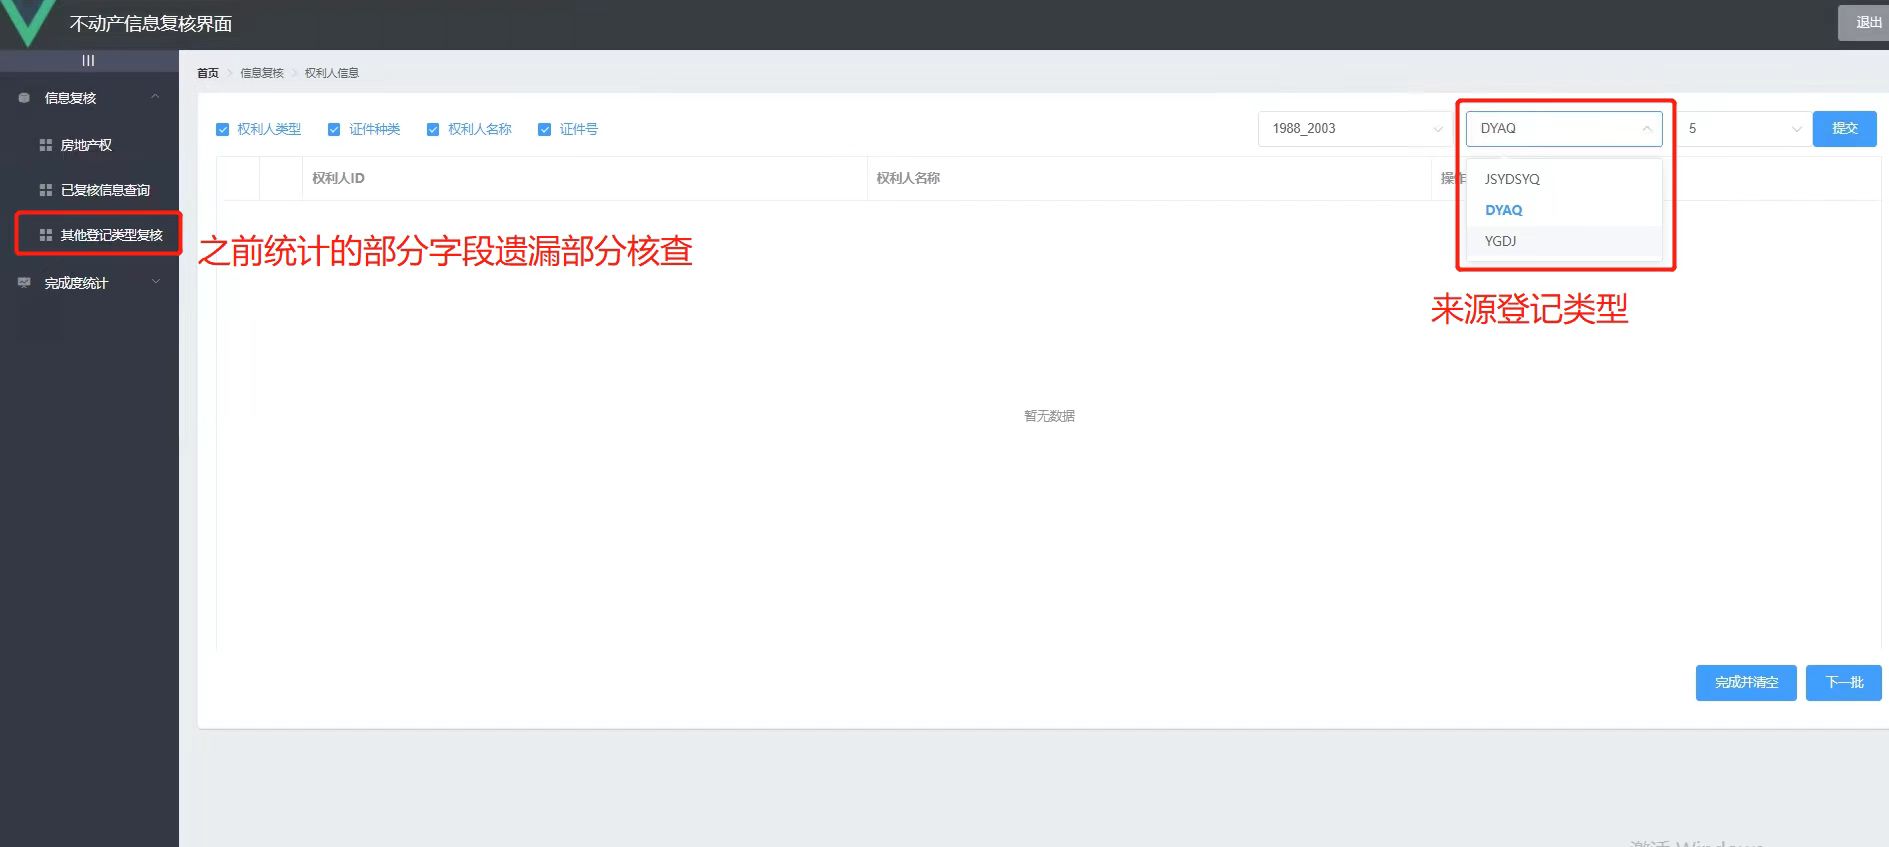 不动产信息复核界面
退出
首页 信息复核 权利人信息
信息复核
房地产权
已复核信息查询
其他登记类型复核
完成度统计
权利人类型 证件种类 权利人名称 证件号
1988_2003 DYAQ 5 提交
权利人ID 权利人名称 操作
JSYDSYQ
DYAQ
YGDJ
之前统计的部分字段遗漏部分核查
来源登记类型
暂无数据
完成并清空 下一批
激活 Windows